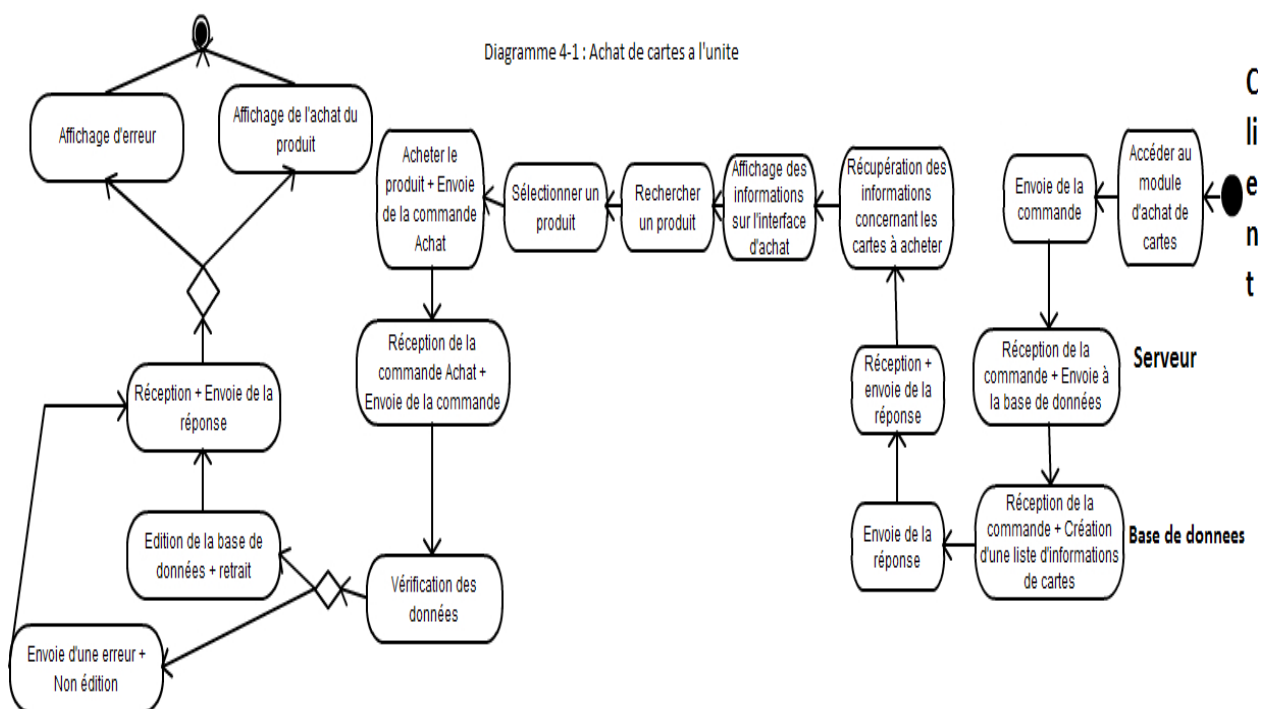 Diagramme 4-1 : Achat de cartes a l'unite
C
li
e
n
t
Affichage d'erreur
Affichage de l'achat du
produit
Acheter le
produit + Envoie
de la commande
Achat
Sélectionner un
produit
Rechercher
un produit
Affichage des
informations
sur l'interface
d'achat
Récupération des
informations
concernant les
cartes à acheter
Envoie de la
commande
Accéder au
module
d'achat de
cartes
Réception + Envoie de la
réponse
Réception de la
commande Achat +
Envoie de la commande
Réception +
envoie de la
réponse
Réception de la
commande + Envoie à
la base de données
Serveur
Edition de la base de
données + retrait
Vérification des
données
Envoie de la
réponse
Réception de la
commande + Création
d'une liste d'informations
de cartes
Base de donnees
Envoie d'une erreur +
Non édition